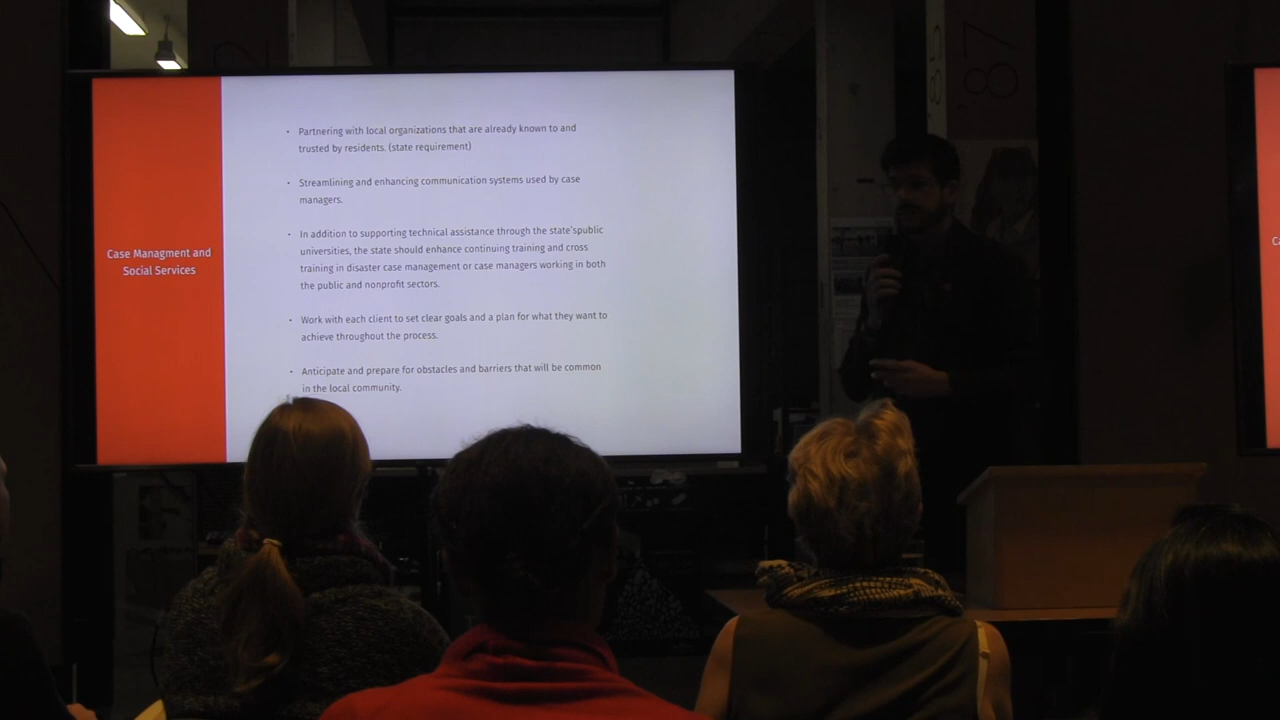 Case Managment and
Social Services
• Partnering with local organizations that are already known to and
trusted by residents. (state requirement)
• Streamlining and enhancing communication systems used by case
managers.
• In addition to supporting technical assistance through the state'spublic
universities, the state should enhance continuing training and cross
training in disaster case management or case managers working in both
the public and nonprofit sectors.
• Work with each client to set clear goals and a plan for what they want to
achieve throughout the process.
• Anticipate and prepare for obstacles and barriers that will be common
in the local community.
87